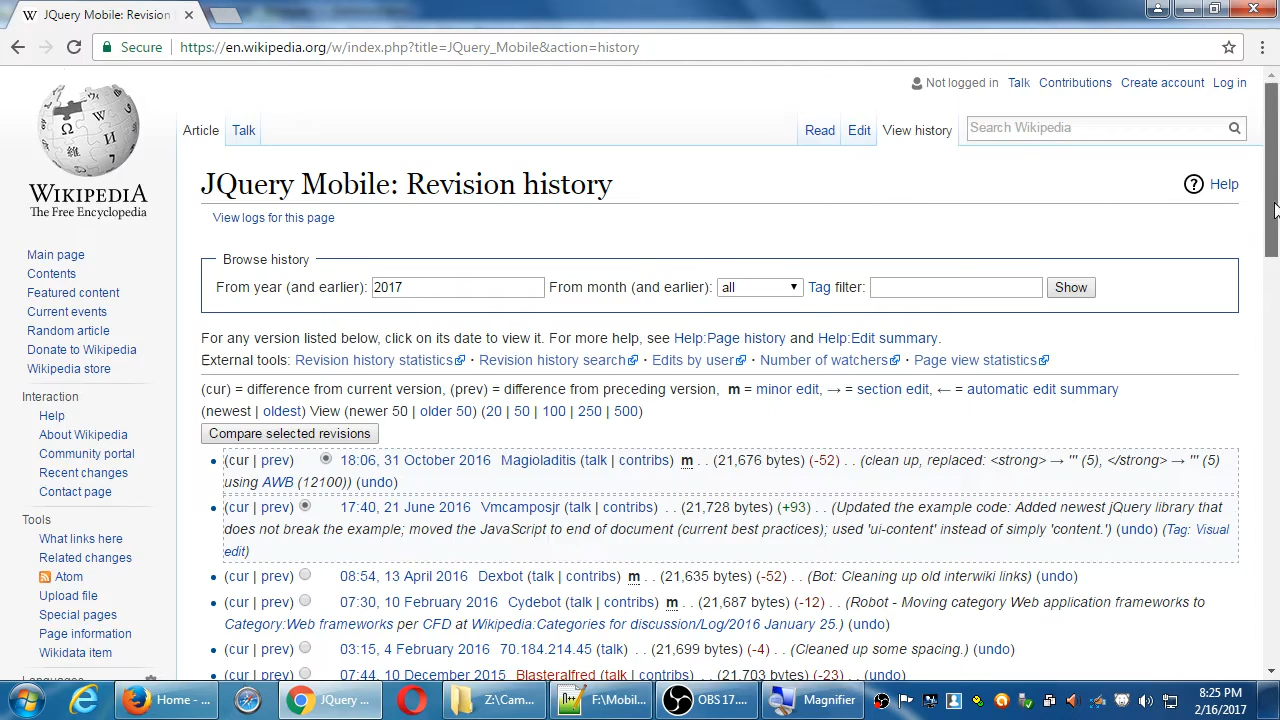 JQuery Mobile: Revision
Secure
https://en.wikipedia.org/w/index.php?title=JQuery_Mobile&action=history
Not logged in Talk Contributions Create account Log in
WIKIPEDIA
The Free Encyclopedia
Article Talk Read Edit View history Search Wikipedia
JQuery Mobile: Revision history
Help
View logs for this page
Browse history
From year (and earlier): 2017 From month (and earlier): all Tag filter: Show
For any version listed below, click on its date to view it. For more help, see Help:Page history and Help:Edit summary.
External tools: Revision history statistics · Revision history search · Edits by user · Number of watchers · Page view statistics
(cur) = difference from current version, (prev) = difference from preceding version, m = minor edit, → = section edit, ← = automatic edit summary
(newest | oldest) View (newer 50 | older 50) (20 | 50 | 100 | 250 | 500)
Compare selected revisions
(cur | prev) 18:06, 31 October 2016 Magioladitis (talk | contribs) m . . (21,676 bytes) (-52) . . (clean up, replaced: <strong> → ''' (5), </strong> → ''' (5)
using AWB (12100)) (undo)
(cur | prev) 17:40, 21 June 2016 Vmcamposjr (talk | contribs) . . (21,728 bytes) (+93) . . (Updated the example code: Added newest jQuery library that
does not break the example; moved the JavaScript to end of document (current best practices); used 'ui-content' instead of simply 'content.') (undo) (Tag: Visual
edit)
(cur | prev) 08:54, 13 April 2016 Dexbot (talk | contribs) m . . (21,635 bytes) (-52) . . (Bot: Cleaning up old interwiki links) (undo)
(cur | prev) 07:30, 10 February 2016 Cydebot (talk | contribs) m . . (21,687 bytes) (-12) . . (Robot - Moving category Web application frameworks to
Category:Web frameworks per CFD at Wikipedia:Categories for discussion/Log/2016 January 25.) (undo)
(cur | prev) 03:15, 4 February 2016 70.184.214.45 (talk) . . (21,699 bytes) (-4) . . (Cleaned up some spacing.) (undo)
(cur | prev) 07:44, 10 December 2015 Blasteralfred (talk | contribs) . . (21,703 bytes) (-23) . . (undo)
Main page
Contents
Featured content
Current events
Random article
Donate to Wikipedia
Wikipedia store
Interaction
Help
About Wikipedia
Community portal
Recent changes
Contact page
Tools
What links here
Related changes
Atom
Upload file
Special pages
Page information
Wikidata item
Languages
Home - ...
JQuery ...
Z:\Cam...
F:\Mobil...
OBS 17....
Magnifier
8:25 PM
2/16/2017